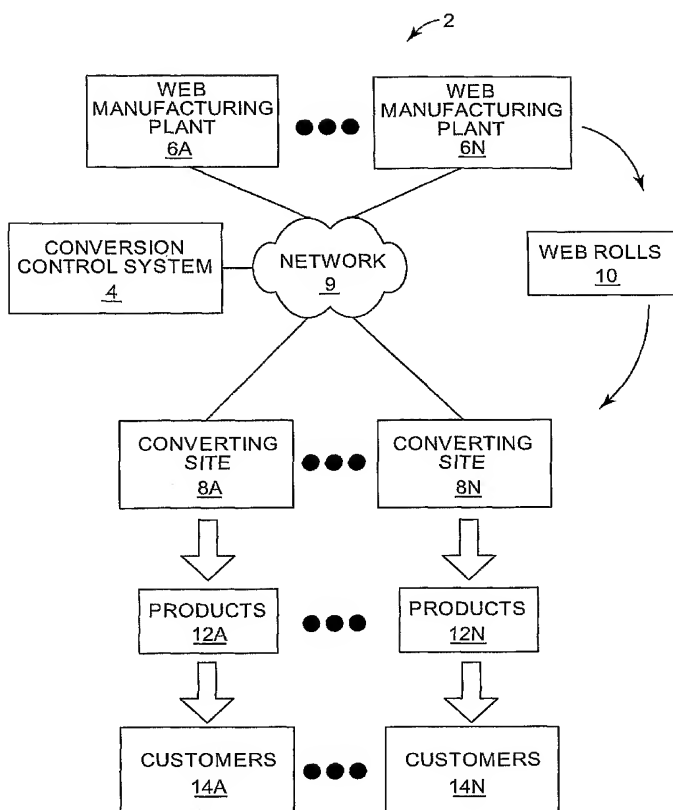 2
WEB
MANUFACTURING
PLANT
6A
WEB
MANUFACTURING
PLANT
6N
CONVERSION
CONTROL SYSTEM
4
NETWORK
9
WEB ROLLS
10
CONVERTING
SITE
8A
CONVERTING
SITE
8N
PRODUCTS
12A
PRODUCTS
12N
CUSTOMERS
14A
CUSTOMERS
14N